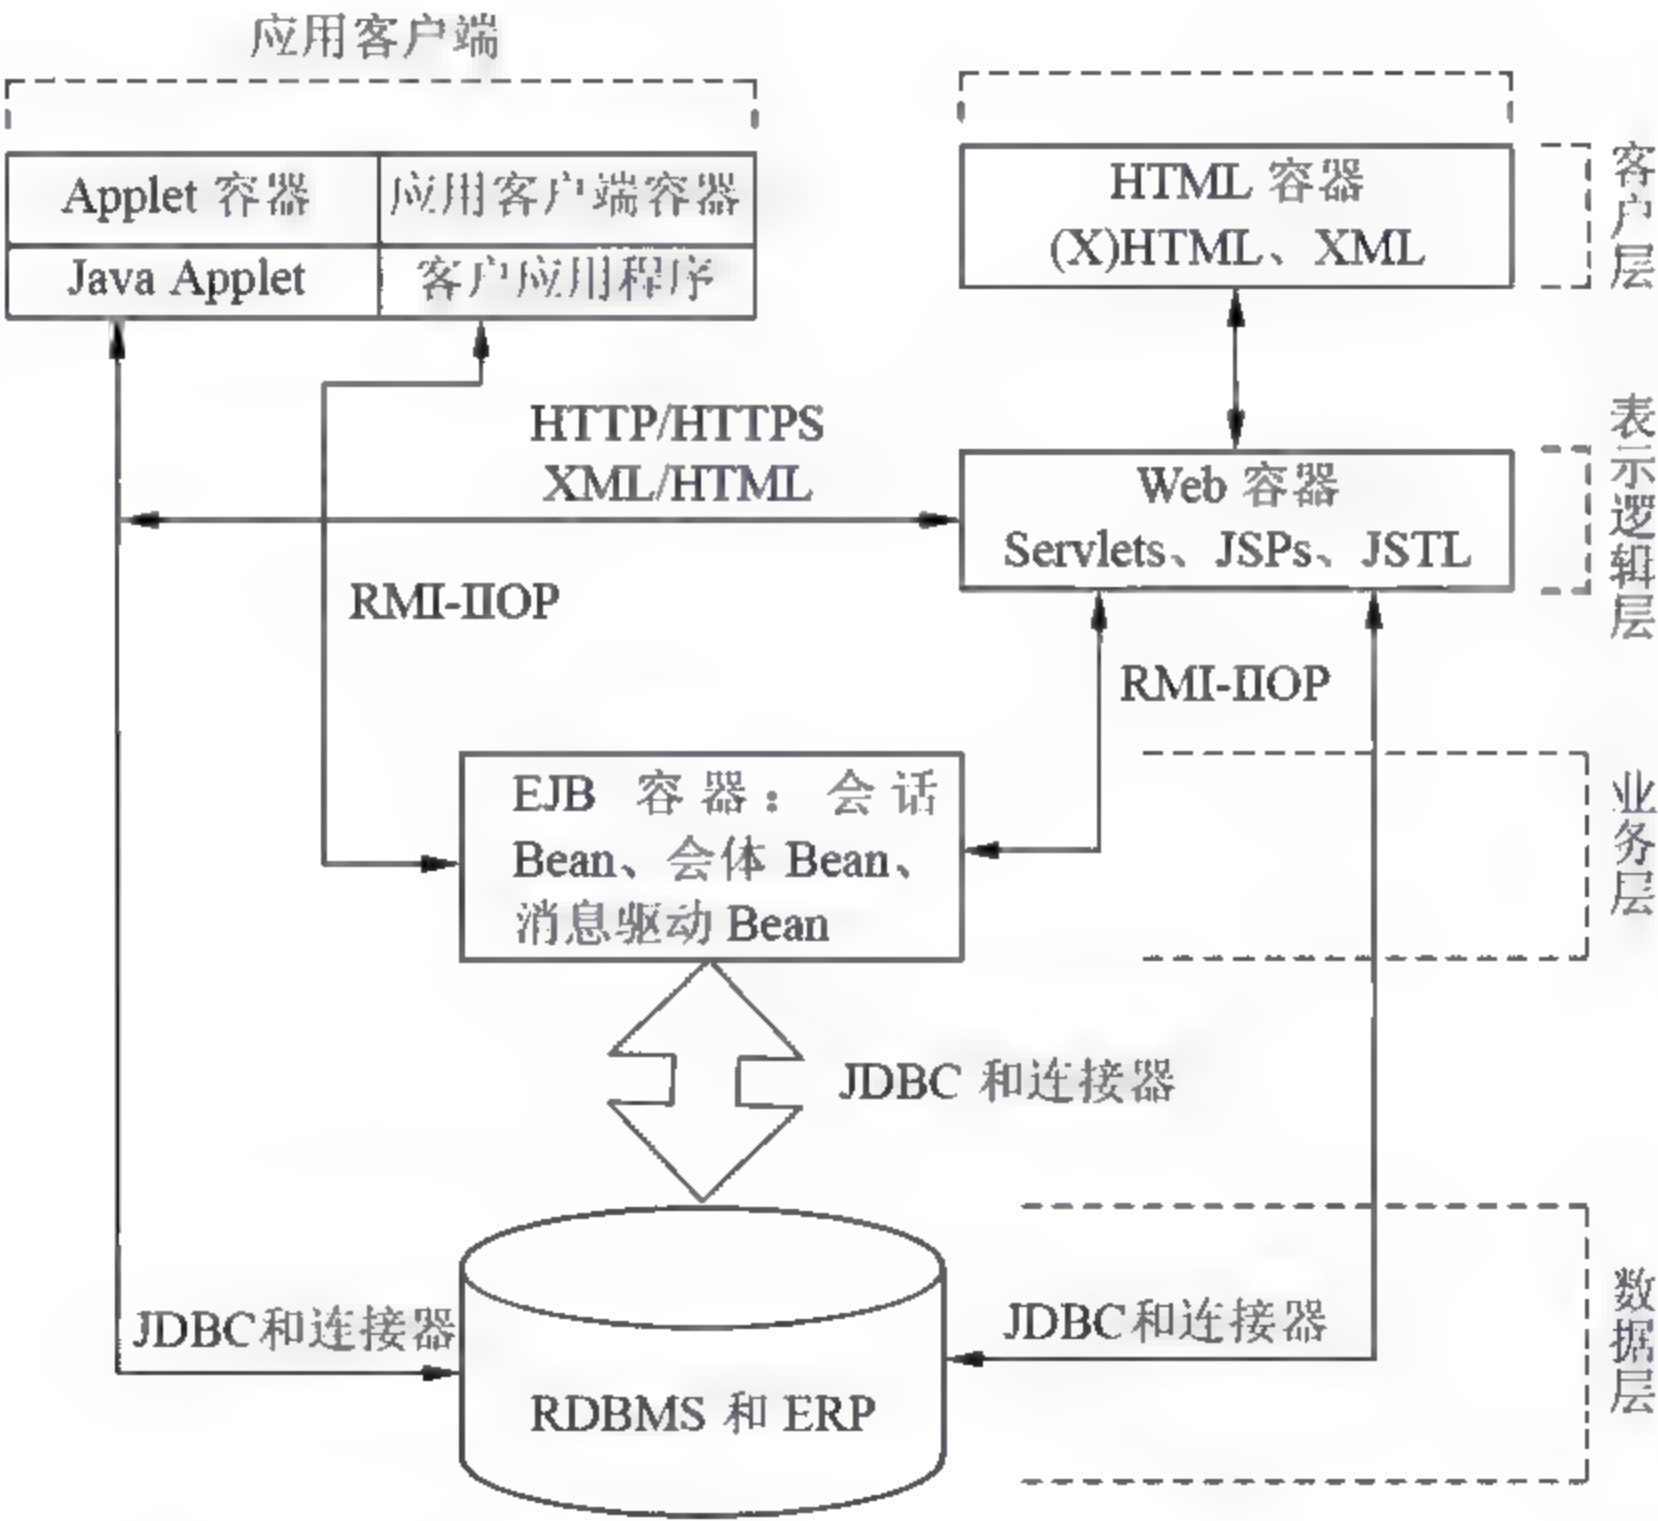 应用客户端
Applet 容器
应用客户端容器
Java Applet
客户应用程序
HTML 容器
(X)HTML、XML
客户层
HTTP/HTTPS
XML/HTML
Web 容器
Servlets、JSPs、JSTL
表示逻辑层
RMI-IIOP
RMI-IIOP
EJB 容器：会话
Bean、会体 Bean、
消息驱动 Bean
业务层
JDBC 和连接器
JDBC和连接器
JDBC和连接器
RDBMS 和 ERP
数据层